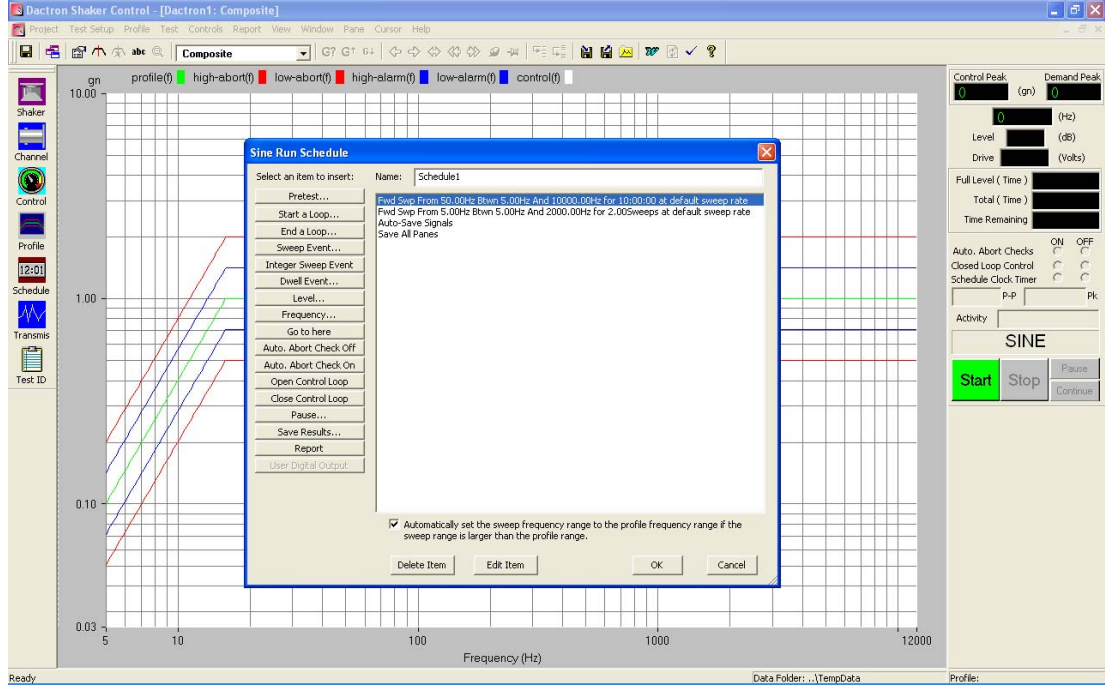 Dactron Shaker Control - [Dactron1: Composite]
Project Test Setup Profile Test Controls Report View Window Pane Cursor Help
abc Composite G? G↑ G↓
gn profile(f) high-abort(f) low-abort(f) high-alarm(f) low-alarm(f) control(f)
10.00
1.00
0.10
0.03
5 10 100 1000 12000
Frequency (Hz)
Shaker
Channel
Control
Profile
12:01
Schedule
Transmis
Test ID
Sine Run Schedule
Select an item to insert: Name: Schedule1
Pretest...
Start a Loop...
End a Loop...
Sweep Event...
Integer Sweep Event
Dwell Event...
Level...
Frequency...
Go to here
Auto. Abort Check Off
Auto. Abort Check On
Open Control Loop
Close Control Loop
Pause...
Save Results...
Report
User Digital Output
Fwd Swp From 50.00Hz Btwn 5.00Hz And 10000.00Hz for 10:00:00 at default sweep rate
Fwd Swp From 5.00Hz Btwn 5.00Hz And 2000.00Hz for 2.00Sweeps at default sweep rate
Auto-Save Signals
Save All Panes
Automatically set the sweep frequency range to the profile frequency range if the
sweep range is larger than the profile range.
Delete Item Edit Item OK Cancel
Control Peak Demand Peak
0 (gn) 0
0 (Hz)
Level (dB)
Drive (Volts)
Full Level ( Time )
Total ( Time )
Time Remaining
ON OFF
Auto. Abort Checks
Closed Loop Control
Schedule Clock Timer
P-P Pk
Activity
SINE
Start Stop Pause
Continue
Ready Data Folder: ..\TempData Profile: